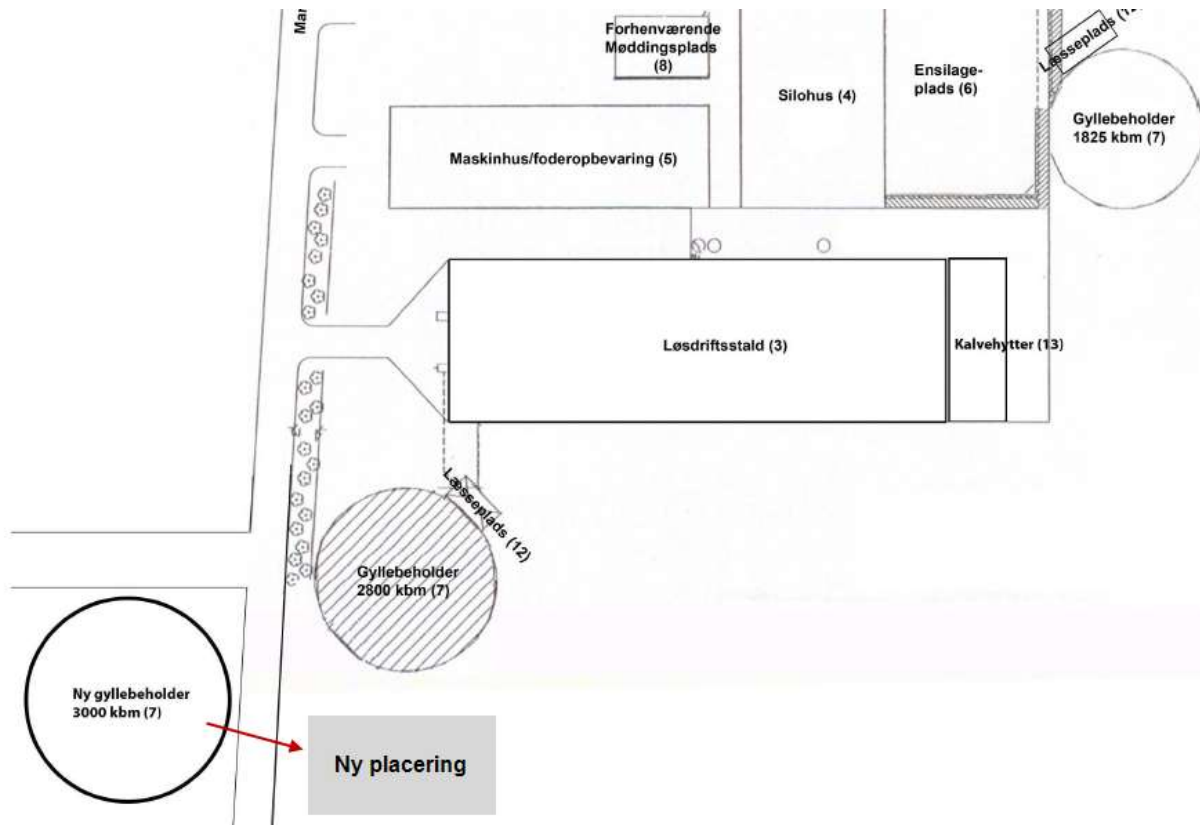 Mar
Forhenværende
Møddingsplads
(8)
Silohus (4)
Ensilage-
plads (6)
Læsseplads (12
Gyllebeholder
1825 kbm (7)
Maskinhus/foderopbevaring (5)
Løsdriftsstald (3)
Kalvehytter (13)
Læsseplads (12)
Gyllebeholder
2800 kbm (7)
Ny gyllebeholder
3000 kbm (7)
Ny placering